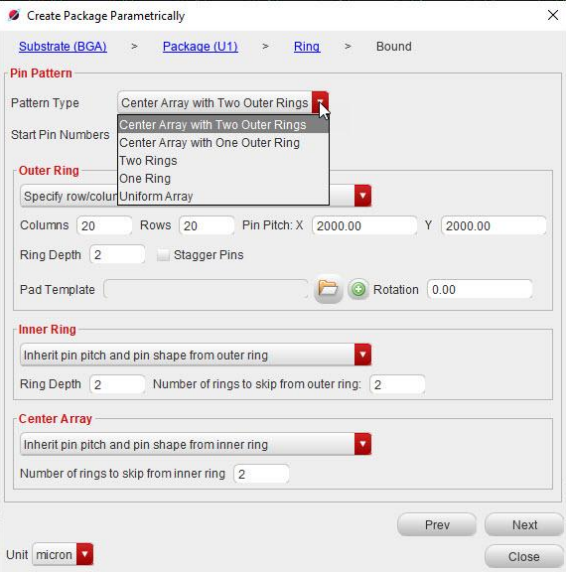 Create Package Parametrically
Substrate (BGA) > Package (U1) > Ring > Bound
Pin Pattern
Pattern Type Center Array with Two Outer Rings
Center Array with Two Outer Rings
Start Pin Numbers
Center Array with One Outer Ring
Two Rings
One Ring
Uniform Array
Outer Ring
Specify row/colum
Columns 20 Rows 20 Pin Pitch: X 2000.00 Y 2000.00
Ring Depth 2 Stagger Pins
Pad Template Rotation 0.00
Inner Ring
Inherit pin pitch and pin shape from outer ring
Ring Depth 2 Number of rings to skip from outer ring: 2
Center Array
Inherit pin pitch and pin shape from inner ring
Number of rings to skip from inner ring 2
Prev Next
Unit micron Close